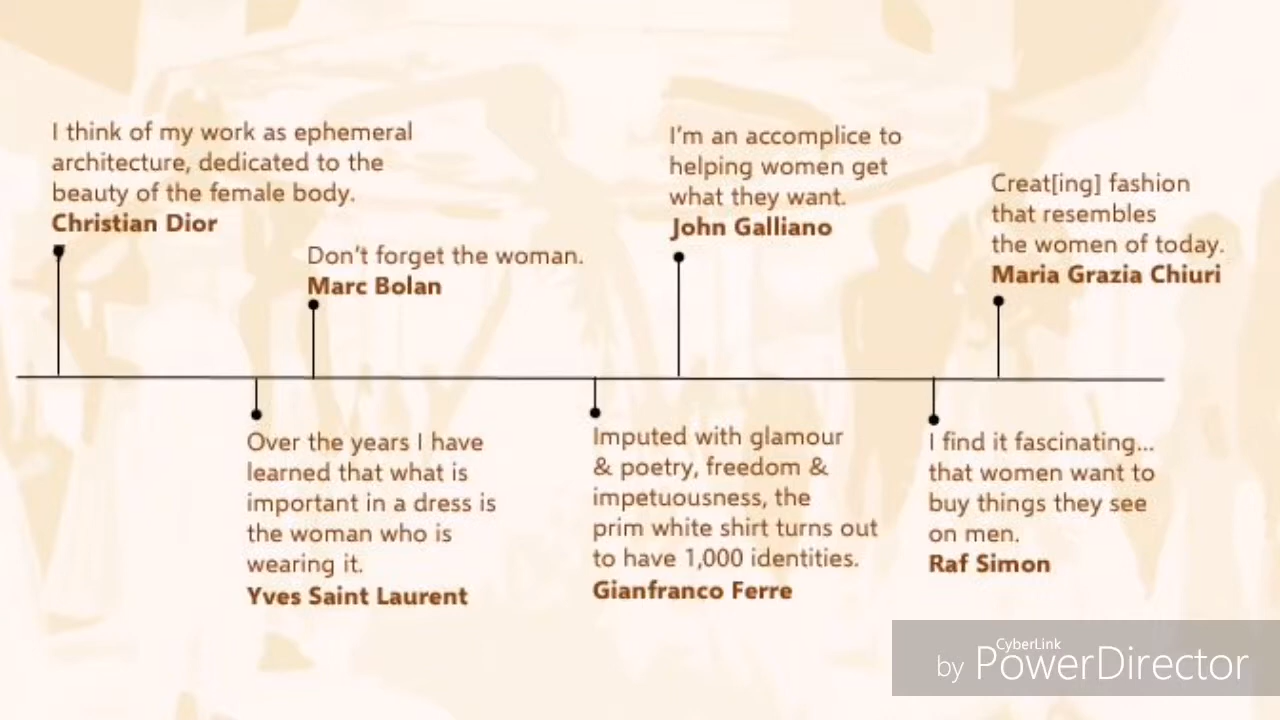 I think of my work as ephemeral
architecture, dedicated to the
beauty of the female body.
Christian Dior
Over the years I have
learned that what is
important in a dress is
the woman who is
wearing it.
Yves Saint Laurent
Don't forget the woman.
Marc Bolan
Imputed with glamour
& poetry, freedom &
impetuousness, the
prim white shirt turns out
to have 1,000 identities.
Gianfranco Ferre
I'm an accomplice to
helping women get
what they want.
John Galliano
I find it fascinating...
that women want to
buy things they see
on men.
Raf Simon
Creat[ing] fashion
that resembles
the women of today.
Maria Grazia Chiuri
CyberLink
by PowerDirector